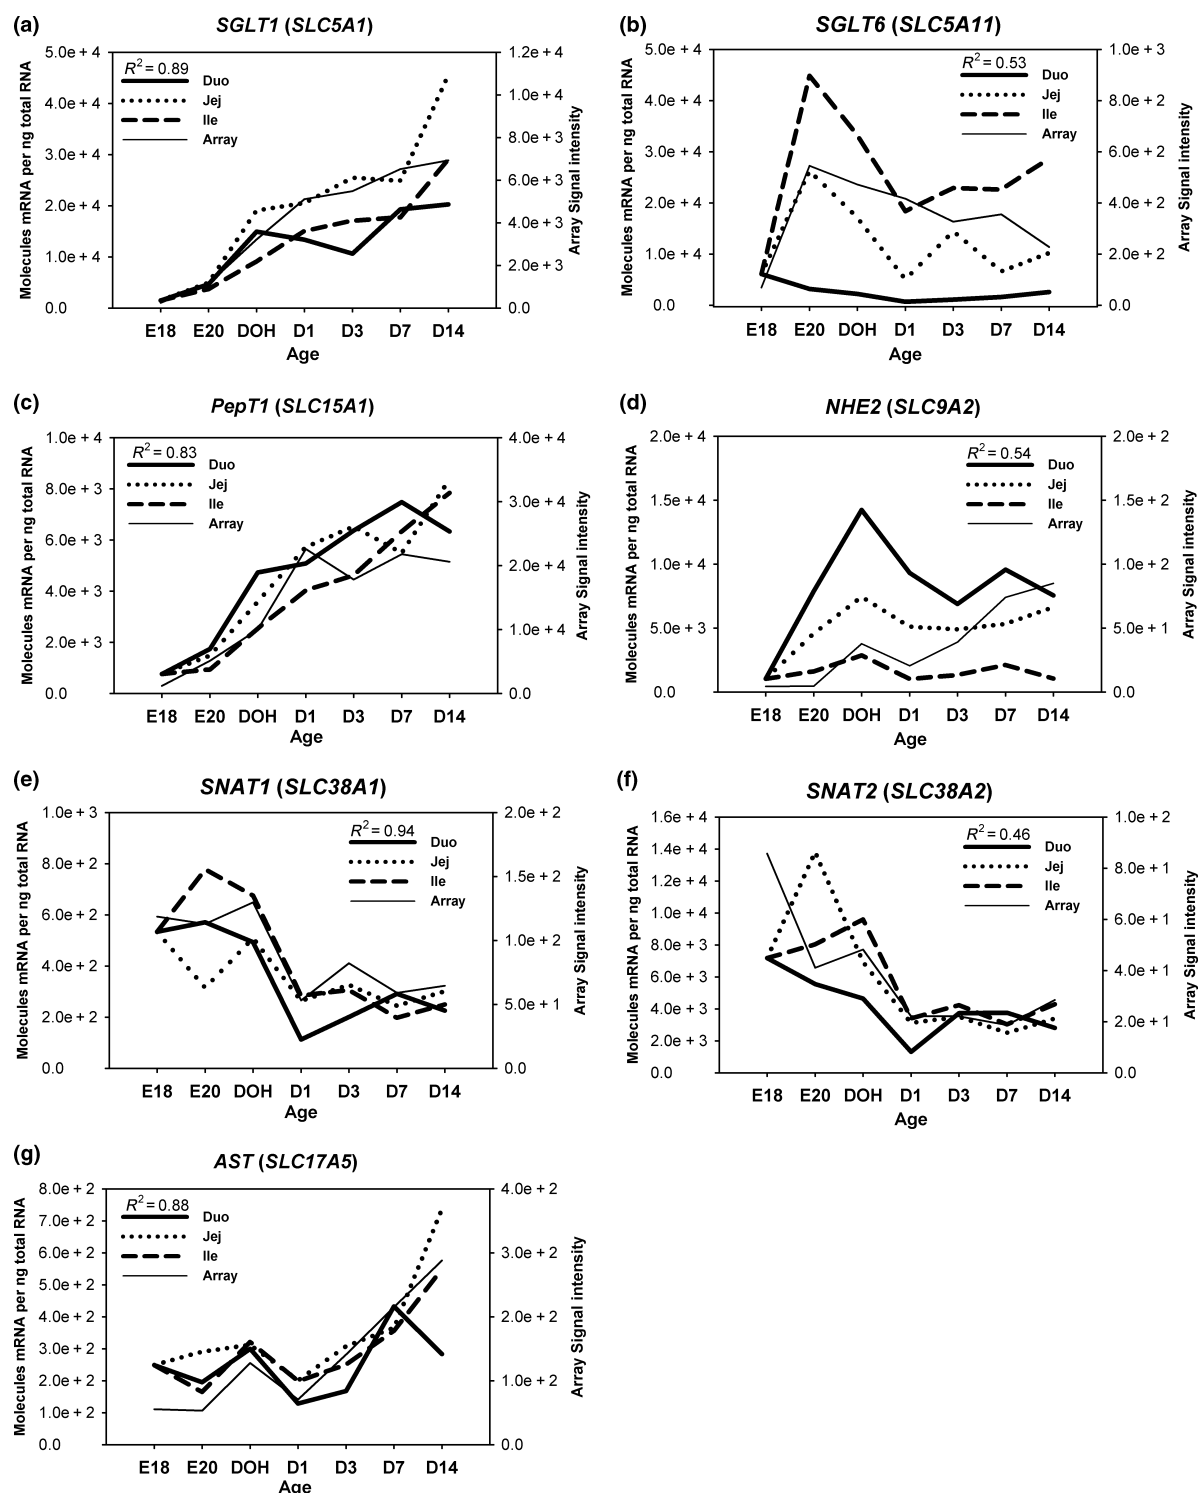 (a)
SGLT1 (SLC5A1)
Molecules mRNA per ng total RNA
5.0e + 4
4.0e + 4
3.0e + 4
2.0e + 4
1.0e + 4
0.0
R² = 0.89
Duo
Jej
Ile
Array
1.2e + 4
1.0e + 4
8.0e + 3
6.0e + 3
4.0e + 3
2.0e + 3
0.0
Array Signal intensity
E18 E20 DOH D1 D3 D7 D14
Age
(b)
SGLT6 (SLC5A11)
Molecules mRNA per ng total RNA
5.0e + 4
4.0e + 4
3.0e + 4
2.0e + 4
1.0e + 4
0.0
R² = 0.53
Duo
Jej
Ile
Array
1.0e + 3
8.0e + 2
6.0e + 2
4.0e + 2
2.0e + 2
0.0
Array Signal intensity
E18 E20 DOH D1 D3 D7 D14
Age
(c)
PepT1 (SLC15A1)
Molecules mRNA per ng total RNA
1.0e + 4
8.0e + 3
6.0e + 3
4.0e + 3
2.0e + 3
0.0
R² = 0.83
Duo
Jej
Ile
Array
4.0e + 4
3.0e + 4
2.0e + 4
1.0e + 4
0.0
Array Signal intensity
E18 E20 DOH D1 D3 D7 D14
Age
(d)
NHE2 (SLC9A2)
Molecules mRNA per ng total RNA
2.0e + 4
1.5e + 4
1.0e + 4
5.0e + 3
0.0
R² = 0.54
Duo
Jej
Ile
Array
2.0e + 2
1.5e + 2
1.0e + 2
5.0e + 1
0.0
Array Signal intensity
E18 E20 DOH D1 D3 D7 D14
Age
(e)
SNAT1 (SLC38A1)
Molecules mRNA per ng total RNA
1.0e + 3
8.0e + 2
6.0e + 2
4.0e + 2
2.0e + 2
0.0
R² = 0.94
Duo
Jej
Ile
Array
2.0e + 2
1.5e + 2
1.0e + 2
5.0e + 1
0.0
Array Signal intensity
E18 E20 DOH D1 D3 D7 D14
Age
(f)
SNAT2 (SLC38A2)
Molecules mRNA per ng total RNA
1.6e + 4
1.4e + 4
1.2e + 4
1.0e + 4
8.0e + 3
6.0e + 3
4.0e + 3
2.0e + 3
0.0
R² = 0.46
Duo
Jej
Ile
Array
1.0e + 2
8.0e + 1
6.0e + 1
4.0e + 1
2.0e + 1
0.0
Array Signal intensity
E18 E20 DOH D1 D3 D7 D14
Age
(g)
AST (SLC17A5)
Molecules mRNA per ng total RNA
8.0e + 2
7.0e + 2
6.0e + 2
5.0e + 2
4.0e + 2
3.0e + 2
2.0e + 2
1.0e + 2
0.0
R² = 0.88
Duo
Jej
Ile
Array
4.0e + 2
3.0e + 2
2.0e + 2
1.0e + 2
0.0
Array Signal intensity
E18 E20 DOH D1 D3 D7 D14
Age